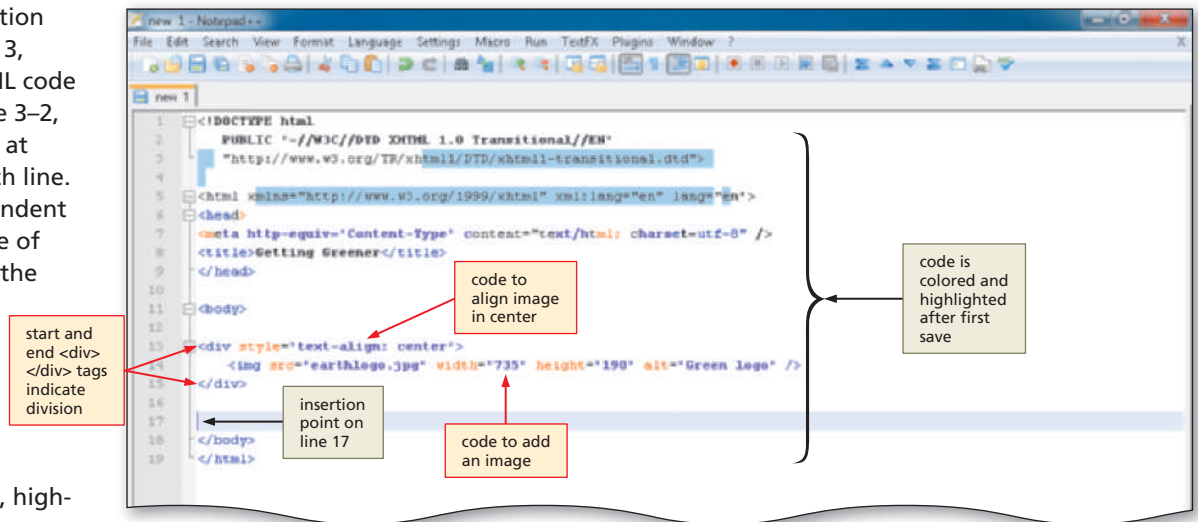 tion
3,
ML code
e 3–2,
at
th line.
ndent
e of
the
, high-
new 1 - Notepad++
File Edit Search View Format Language Settings Macro Run TextFX Plugins Window ?
X
new 1
1 <!DOCTYPE html
2 PUBLIC "-//W3C//DTD XHTML 1.0 Transitional//EN"
3 "http://www.w3.org/TR/xhtml1/DTD/xhtml1-transitional.dtd">
4
5 <html xmlns="http://www.w3.org/1999/xhtml" xml:lang="en" lang="en">
6 <head>
7 <meta http-equiv="Content-Type" content="text/html; charset=utf-8" />
8 <title>Getting Greener</title>
9 </head>
10
11 <body>
12
13 <div style="text-align: center">
14 <img src="earthlogo.jpg" width="735" height="190" alt="Green logo" />
15 </div>
16
17
18 </body>
19 </html>
start and
end <div>
</div> tags
indicate
division
code to
align image
in center
insertion
point on
line 17
code to add
an image
code is
colored and
highlighted
after first
save